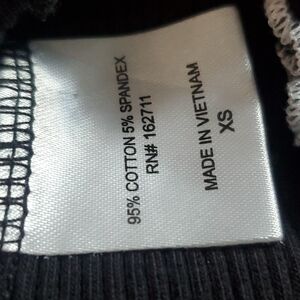 95% COTTON 5% SPANDEX
RN# 162711
MADE IN VIETNAM
XS